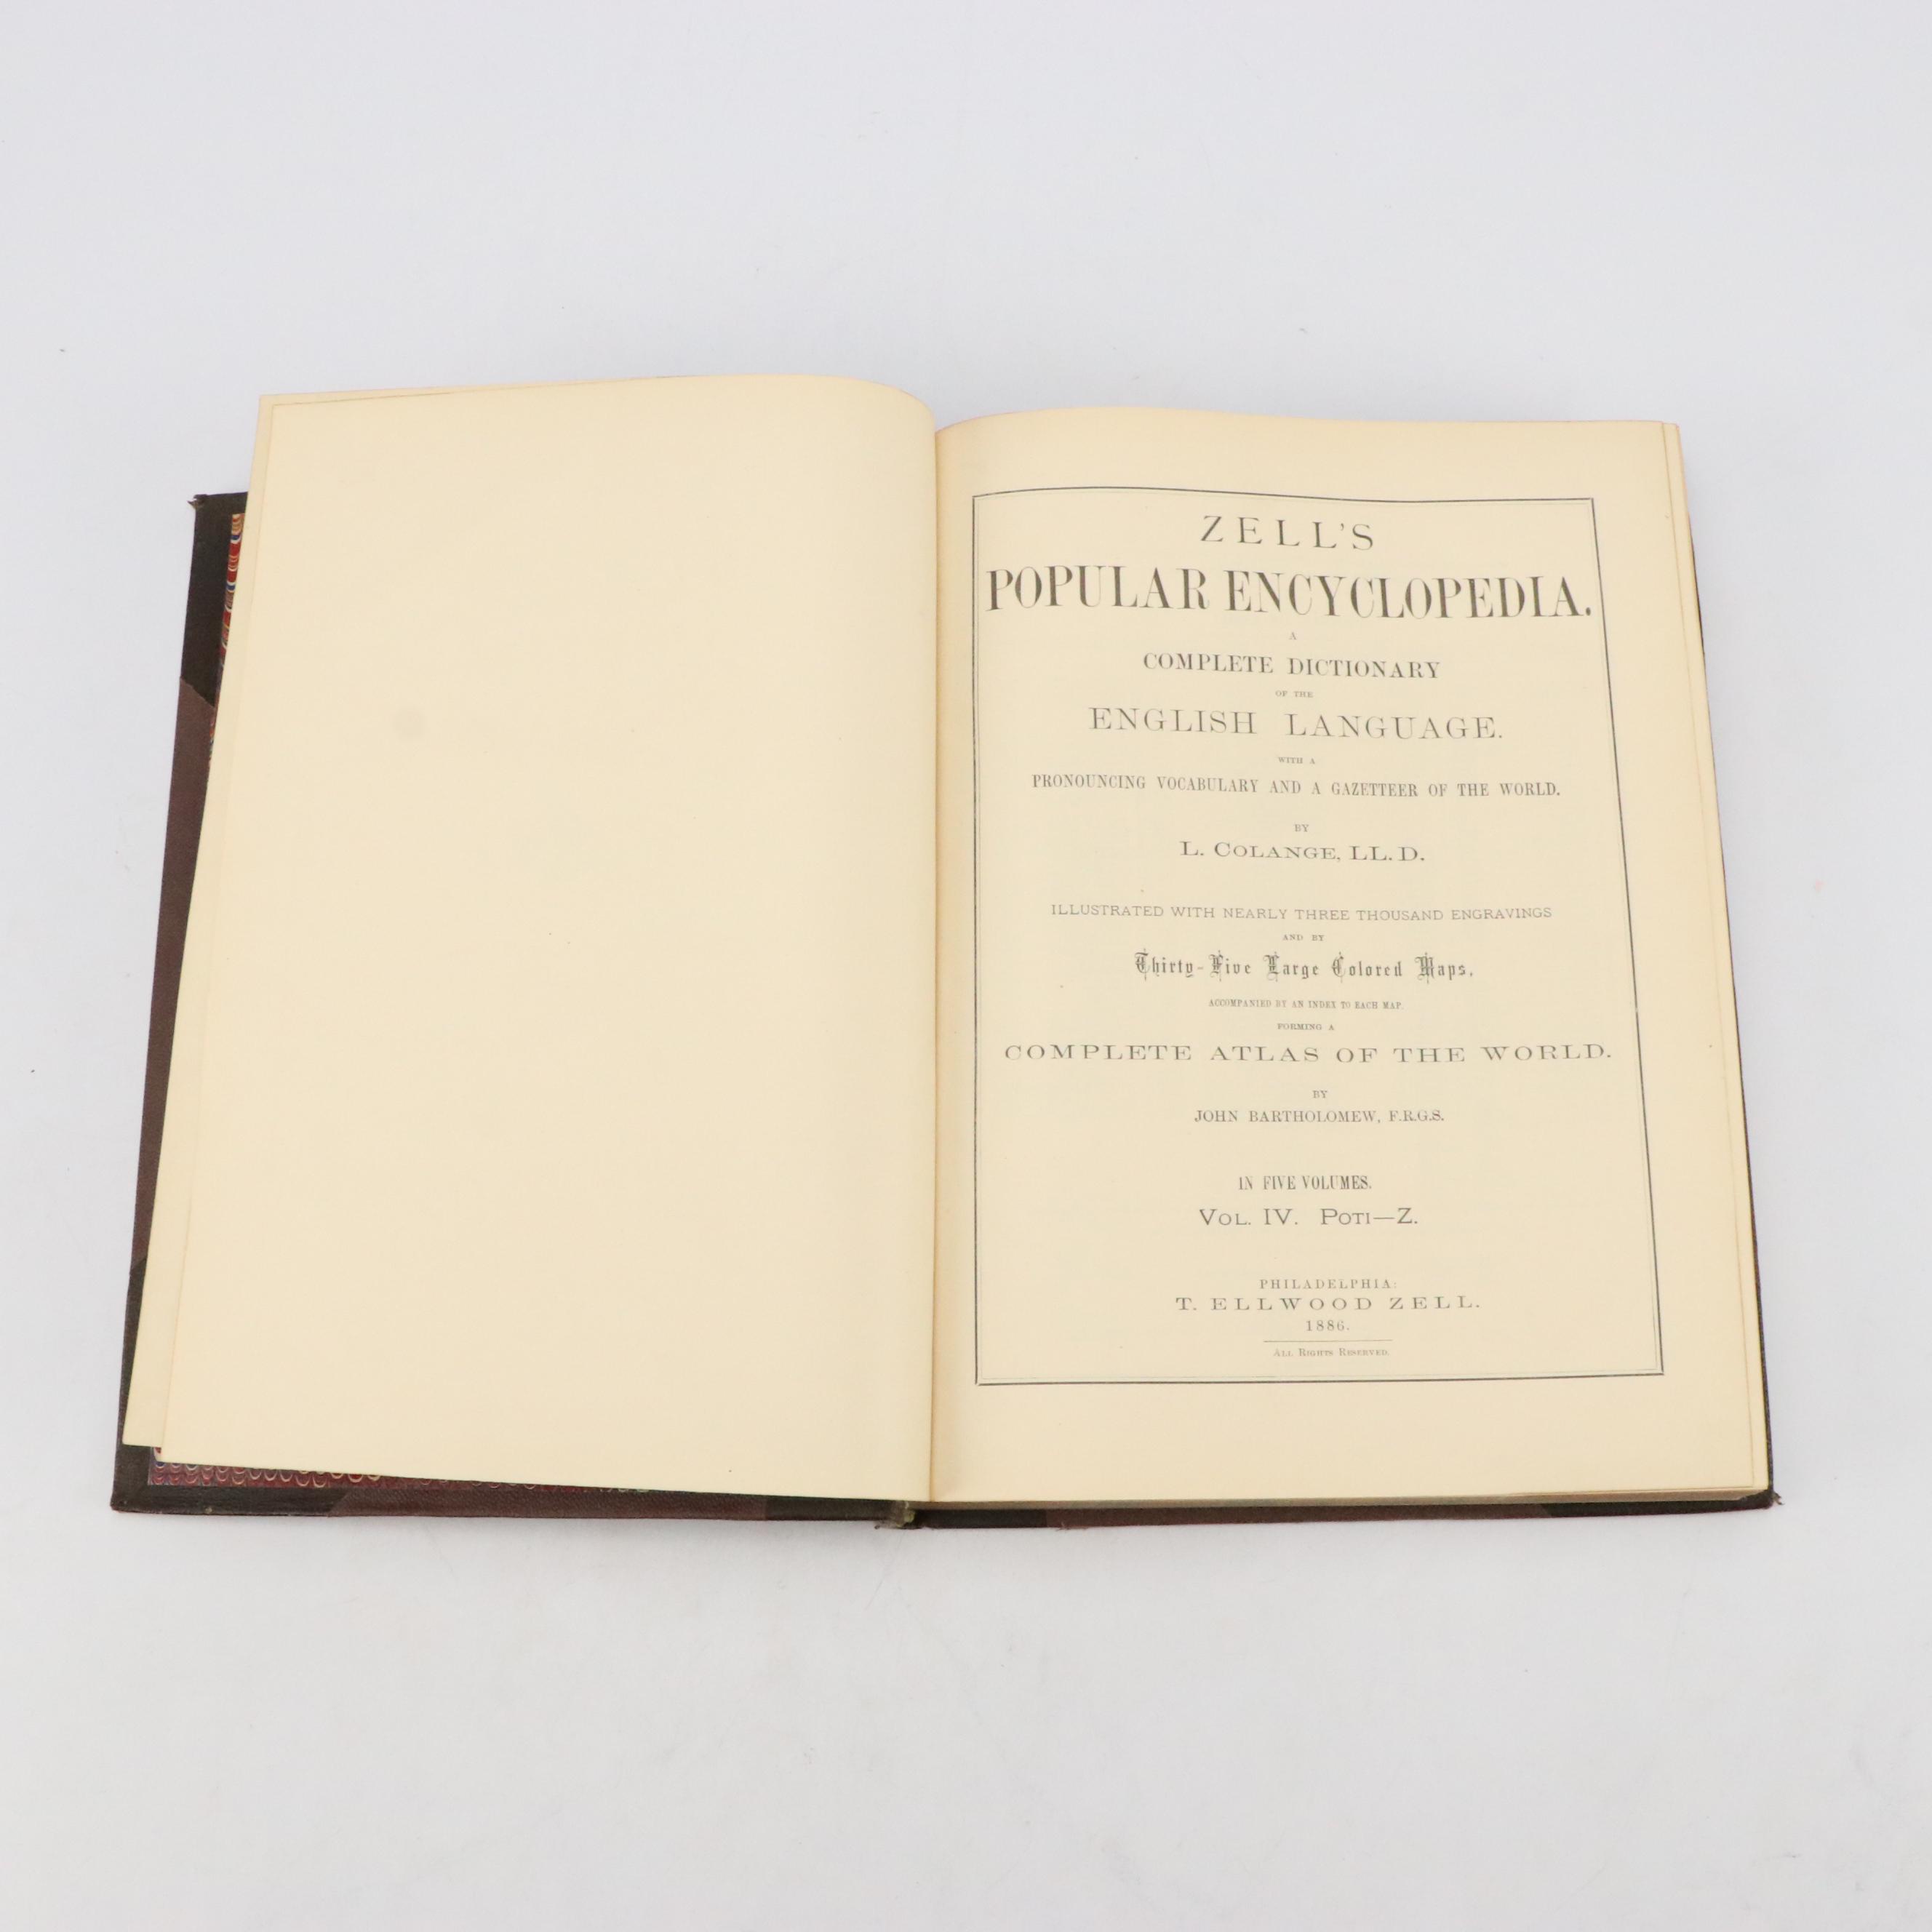 ZELL'S
POPULAR ENCYCLOPEDIA.
A
COMPLETE DICTIONARY
OF THE
ENGLISH LANGUAGE.
WITH A
PRONOUNCING VOCABULARY AND A GAZETTEER OF THE WORLD.
BY
L. COLANGE, LL. D.
ILLUSTRATED WITH NEARLY THREE THOUSAND ENGRAVINGS
AND BY
Thirty-Five Large Colored Maps,
ACCOMPANIED BY AN INDEX TO EACH MAP.
FORMING A
COMPLETE ATLAS OF THE WORLD.
BY
JOHN BARTHOLOMEW, F.R.G.S.
IN FIVE VOLUMES.
VOL. IV. POTI—Z.
PHILADELPHIA:
T. ELLWOOD ZELL.
1886.
ALL RIGHTS RESERVED.